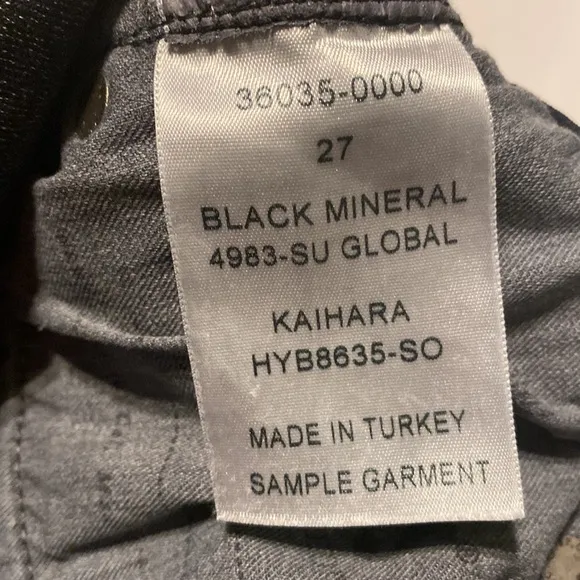 36035-0000
27
BLACK MINERAL
4983-SU GLOBAL
KAIHARA
HYB8635-SO
MADE IN TURKEY
SAMPLE GARMENT